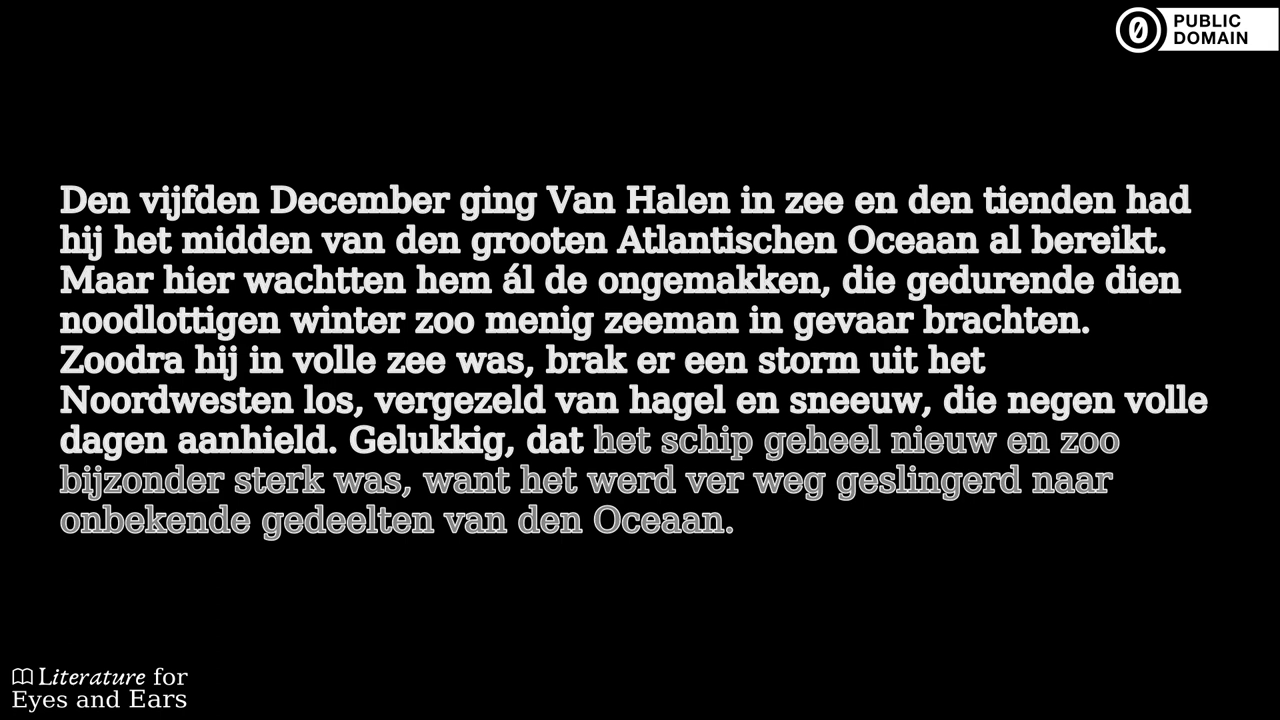 PUBLIC
DOMAIN
Den vijfden December ging Van Halen in zee en den tienden had
hij het midden van den grooten Atlantischen Oceaan al bereikt.
Maar hier wachtten hem ál de ongemakken, die gedurende dien
noodlottigen winter zoo menig zeeman in gevaar brachten.
Zoodra hij in volle zee was, brak er een storm uit het
Noordwesten los, vergezeld van hagel en sneeuw, die negen volle
dagen aanhield. Gelukkig, dat het schip geheel nieuw en zoo
bijzonder sterk was, want het werd ver weg geslingerd naar
onbekende gedeelten van den Oceaan.
Literature for
Eyes and Ears